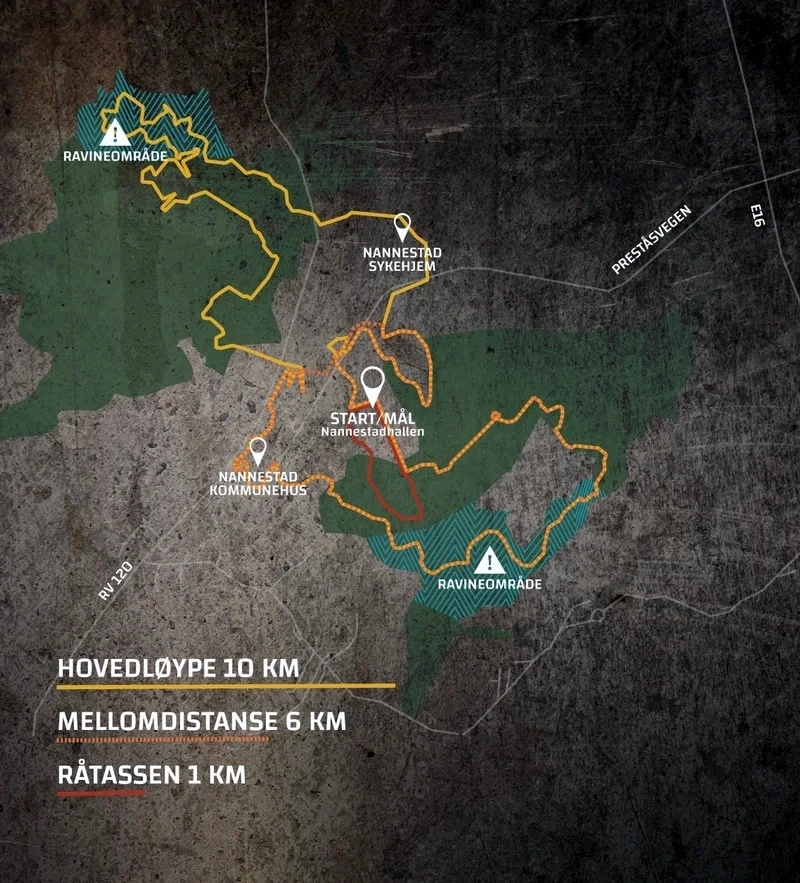 RAVINEOMRÅDE
E16
PRESTÅSVEGEN
NANNESTAD
SYKEHJEM
START/MÅL
Nannestadhallen
NANNESTAD
KOMMUNEHUS
RAVINEOMRÅDE
RV 120
HOVEDLØYPE 10 KM
MELLOMDISTANSE 6 KM
RÅTASSEN 1 KM